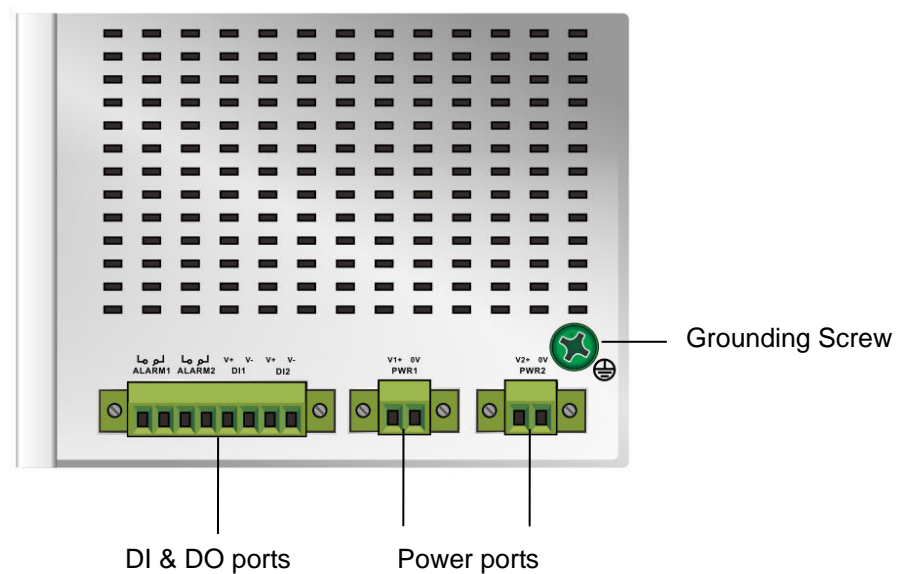 Grounding Screw
V+ V- V+ V-
ALARM1 ALARM2 DI1 DI2
V1+ 0V
PWR1
V2+ 0V
PWR2
DI & DO ports
Power ports